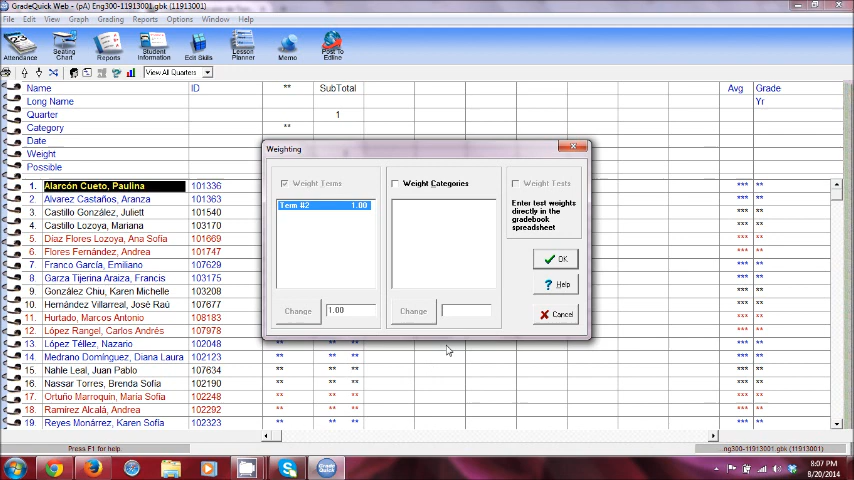 GradeQuick Web - (pA) Eng300-11913001.gbk (11913001)
File Edit View Graph Grading Reports Options Window Help
Attendance Seating Chart Reports Student Information Edit Skills Lesson Planner Memo Post To Edline
View All Quarters
Name ID ** SubTotal Avg Grade
Long Name Yr
Quarter 1
Category **
Date
Weight
Possible
1. Alarcón Cueto, Paulina 101336 *** **
2. Alvarez Castaños, Aranza 101363 *** **
3. Castillo González, Juliett 101540 *** **
4. Castillo Lozoya, Mariana 103170 *** **
5. Díaz Flores Lozoya, Ana Sofía 101669 *** **
6. Flores Fernández, Andrea 101747 *** **
7. Franco García, Emiliano 107629 *** **
8. Garza Tijerina Araiza, Francis 103175 *** **
9. González Chiu, Karen Michelle 103208 *** **
10. Hernández Villarreal, José Raú 107677 *** **
11. Hurtado, Marcos Antonio 108183 *** **
12. López Rangel, Carlos Andrés 107978 *** **
13. López Téllez, Nazario 102048 ** ** ** *** **
14. Medrano Domínguez, Diana Laura 102123 ** ** ** *** **
15. Nahle Leal, Juan Pablo 107634 ** ** ** *** **
16. Nassar Torres, Brenda Sofía 102190 ** ** ** *** **
17. Ortuño Marroquin, María Sofía 102248 ** ** ** *** **
18. Ramírez Alcalá, Andrea 102292 ** ** ** *** **
19. Reyes Monárrez, Karen Sofía 102323 ** ** ** *** **
Weighting
Weight Terms Weight Categories Weight Tests
Term #2 1.00
Enter test weights
directly in the
gradebook
spreadsheet
OK
Help
Cancel
Change 1.00 Change
Press F1 for help ng300-11913001.gbk (11913001)
Grade Quick
8:07 PM
8/20/2014